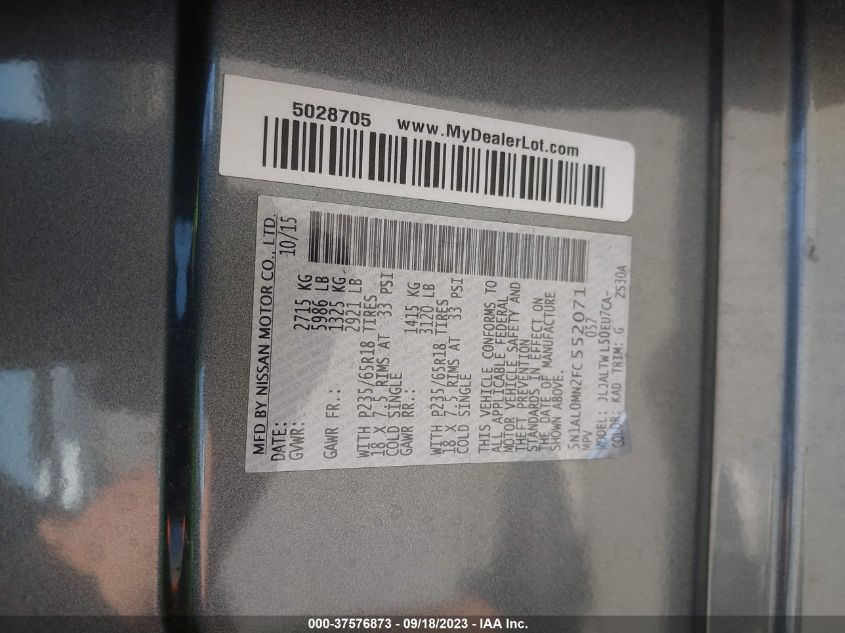 5028705 www.MyDealerLot.com
MFD BY NISSAN MOTOR CO., LTD.
DATE: 10/15
GVWR: 2715 KG
5986 LB
GAWR FR.: 1325 KG
2921 LB
WITH P235/65R18 TIRES
18 X 7.5 RIMS AT 33 PSI
COLD SINGLE
GAWR RR.: 1415 KG
3120 LB
WITH P235/65R18 TIRES
18 X 7.5 RIMS AT 33 PSI
COLD SINGLE
THIS VEHICLE CONFORMS TO
ALL APPLICABLE FEDERAL
MOTOR VEHICLE SAFETY AND
THEFT PREVENTION
STANDARDS IN EFFECT ON
THE DATE OF MANUFACTURE
SHOWN ABOVE.
5N1AL0MN2FC552071
MPV 057
MODEL: JLJALTWL50EU7CA-
COLOR: KAD TRIM: G ZS30A
000-37576873 - 09/18/2023 - IAA Inc.